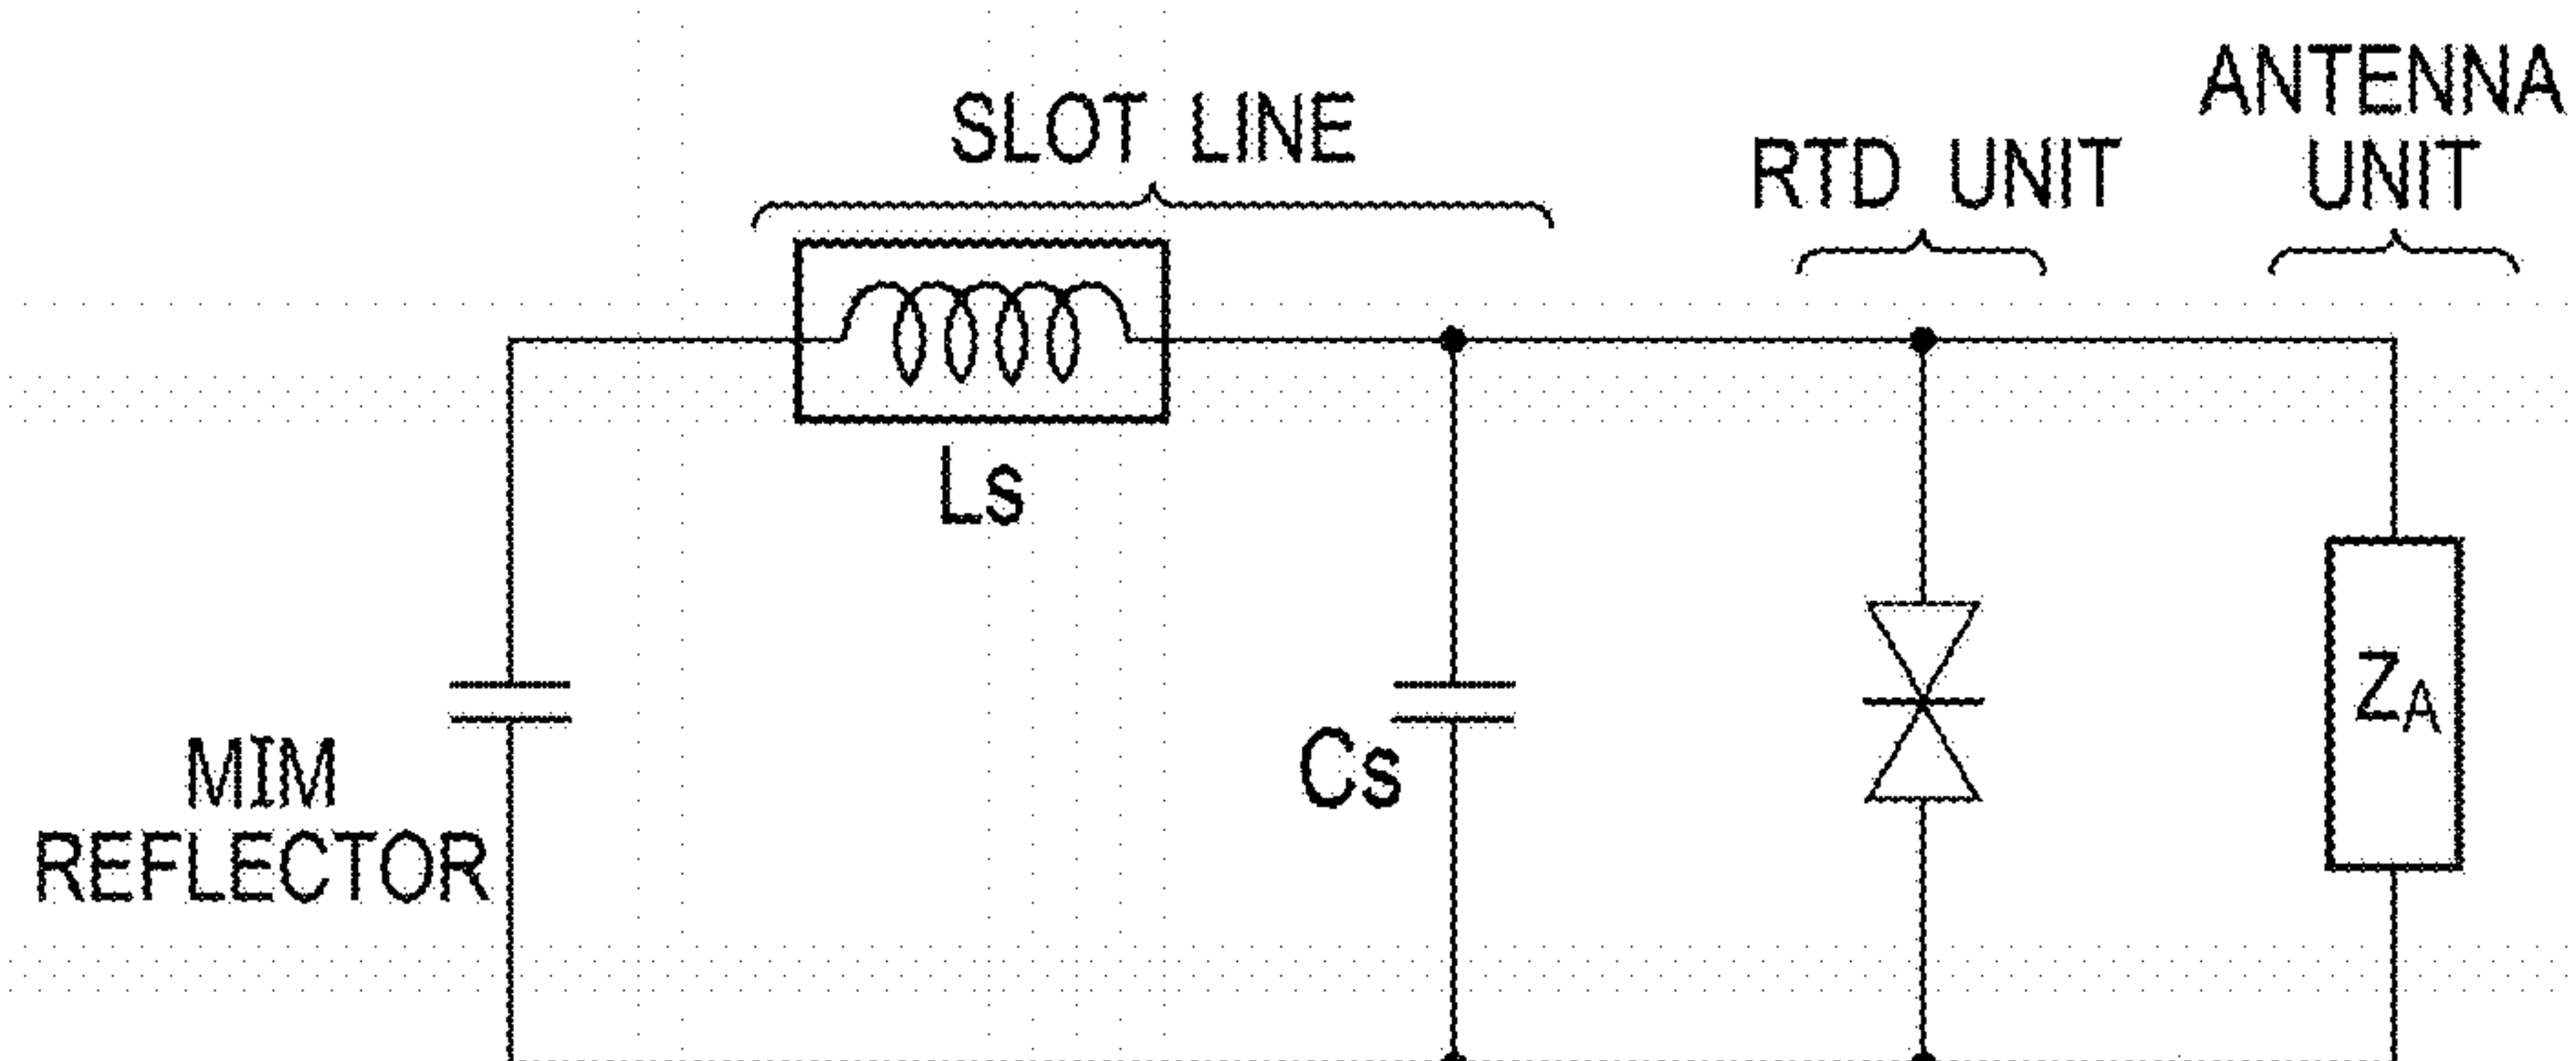 SLOT LINE
RTD UNIT
ANTENNA
UNIT
Ls
Cs
ZA
MIM
REFLECTOR